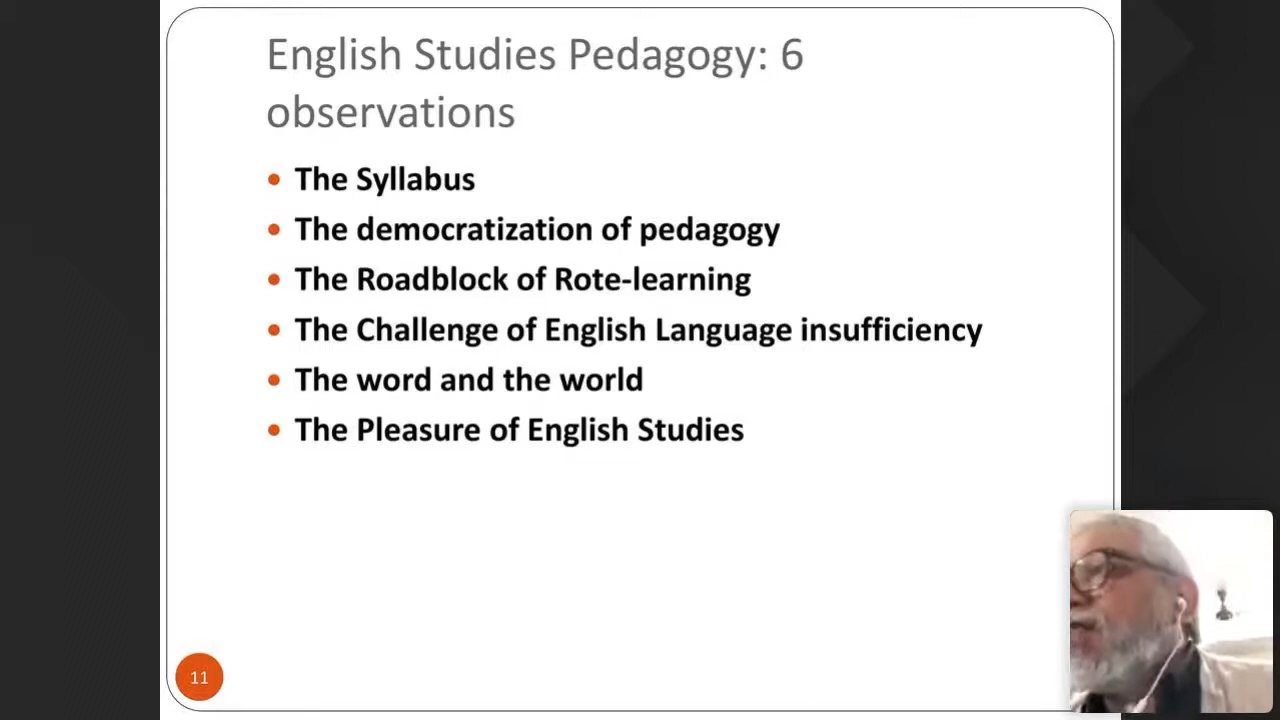 English Studies Pedagogy: 6
observations
• The Syllabus
• The democratization of pedagogy
• The Roadblock of Rote-learning
• The Challenge of English Language insufficiency
• The word and the world
• The Pleasure of English Studies
11